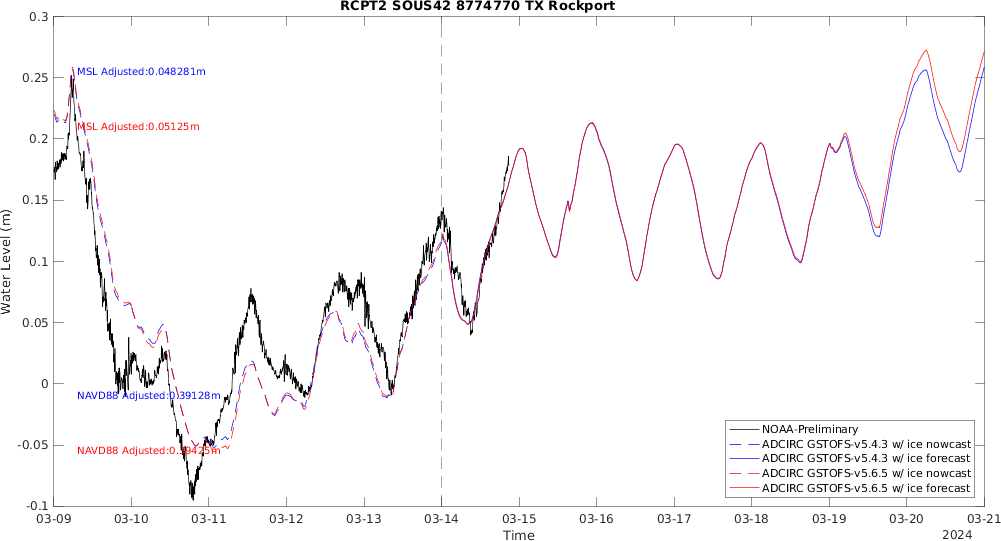 RCPT2 SOUS42 8774770 TX Rockport
0.3
0.25
0.2
0.15
0.1
0.05
0
-0.05
-0.1
Water Level (m)
MSL Adjusted:0.048281m
MSL Adjusted:0.05125m
NAVD88 Adjusted:0.39128m
NAVD88 Adjusted:0.39425m
NOAA-Preliminary
ADCIRC GSTOFS-v5.4.3 w/ ice nowcast
ADCIRC GSTOFS-v5.4.3 w/ ice forecast
ADCIRC GSTOFS-v5.6.5 w/ ice nowcast
ADCIRC GSTOFS-v5.6.5 w/ ice forecast
03-09 03-10 03-11 03-12 03-13 03-14 03-15 03-16 03-17 03-18 03-19 03-20 03-21
Time
2024